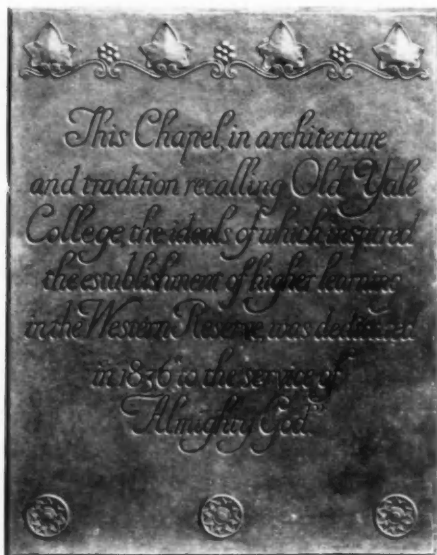 This Chapel, in architecture
and tradition recalling Old Yale
College, the ideals of which inspired
the establishment of higher learning
in the Western Reserve, was dedicated
in 1836 "to the service of
Almighty God."